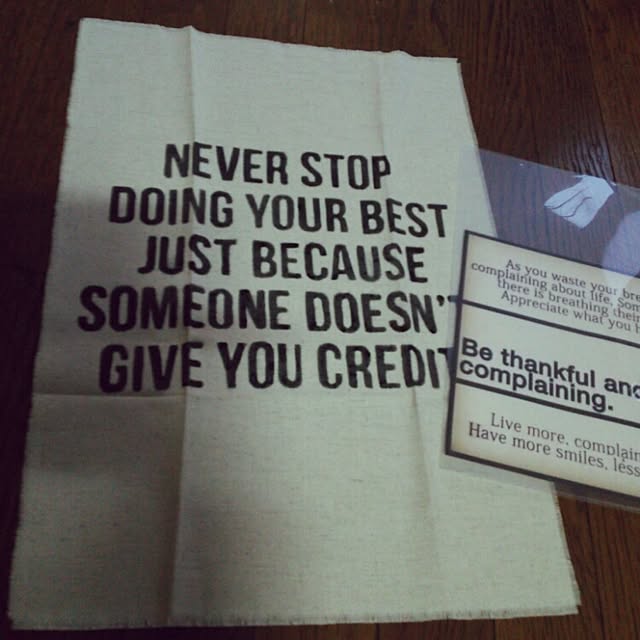 NEVER STOP
DOING YOUR BEST
JUST BECAUSE
SOMEONE DOESN'
GIVE YOU CREDIT
As you waste your
complaining about life,
there is breathing
Appreciate what you
Be thankful and
complaining.
Live more, complain
Have more smiles, less